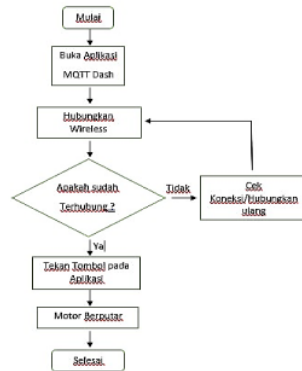 Mulai
Buka Aplikasi
MQTT Dash
Hubungkan
Wireless
Apakah sudah
Terhubung ?
Tidak
Cek
Koneksi/Hubungkan
ulang
Ya
Tekan Tombol pada
Aplikasi
Motor Berputar
Selesai